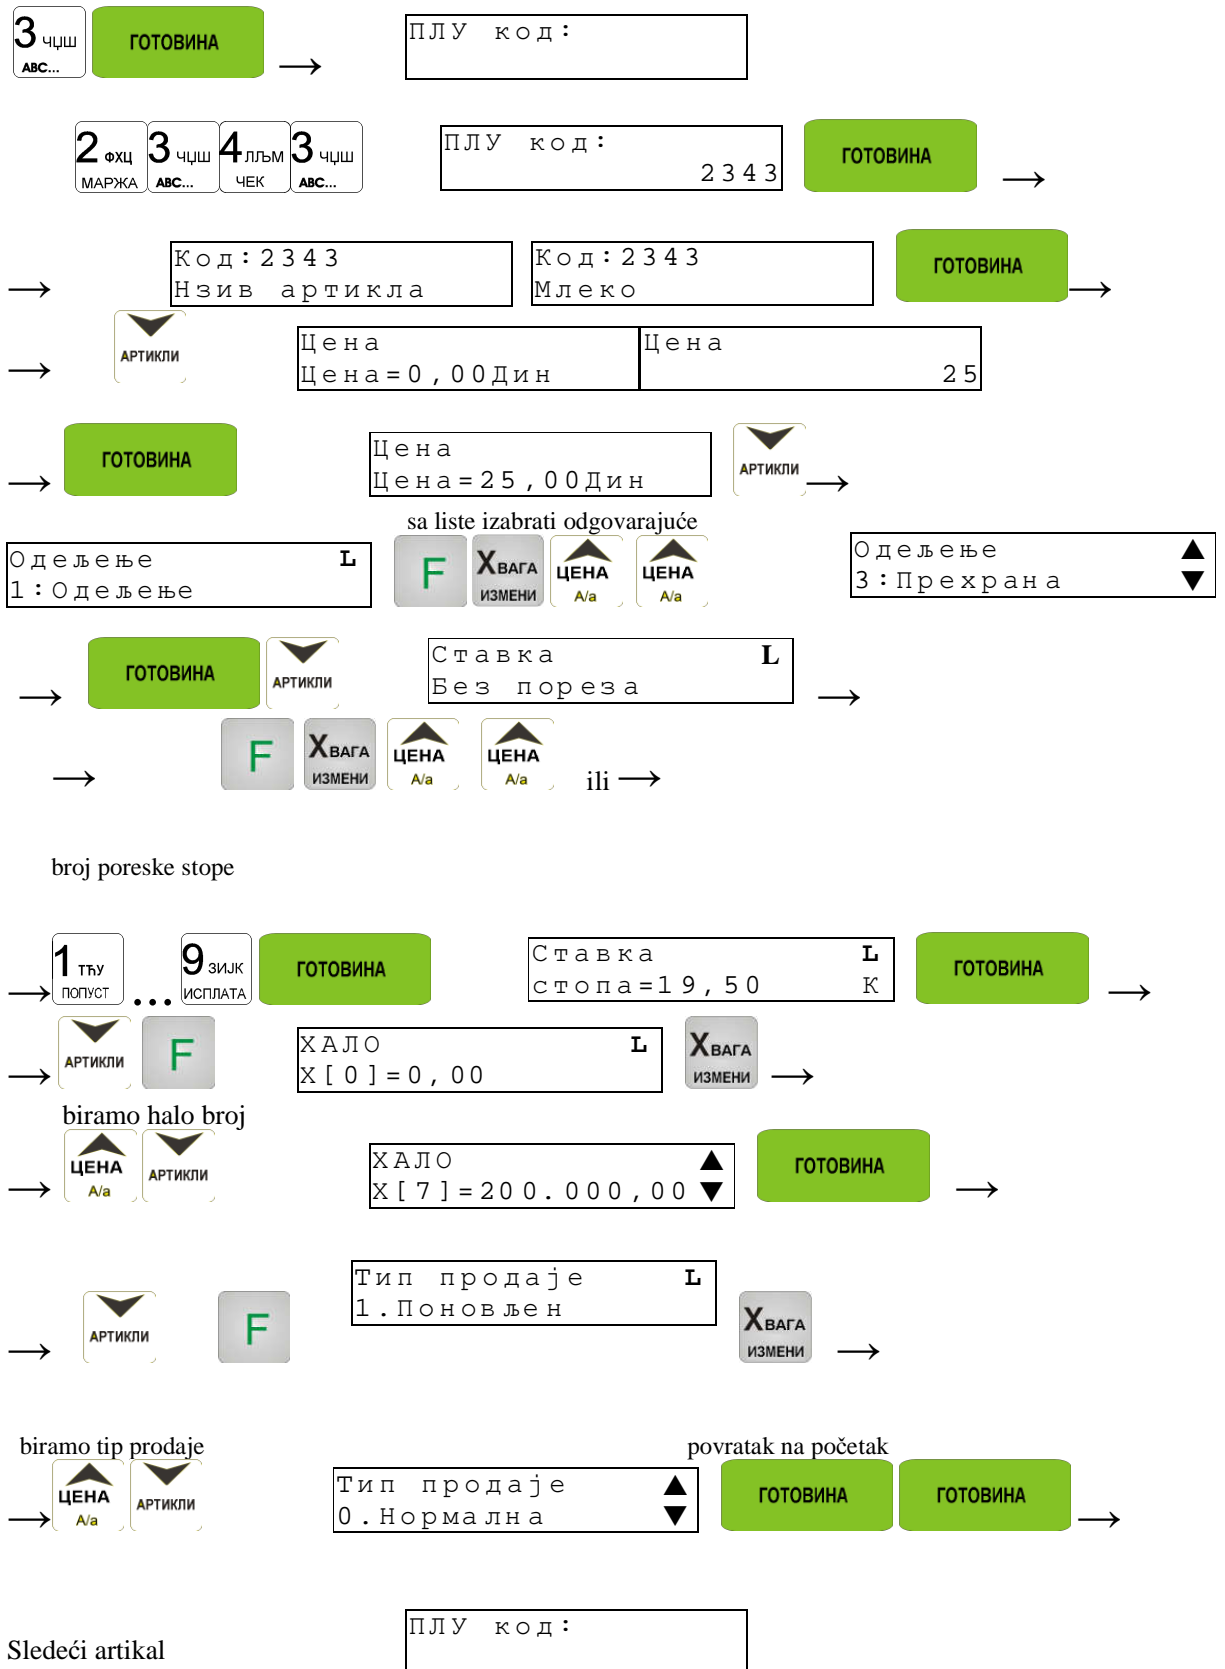 3 ЧЏШ ABC... ГОТОВИНА → ПЛУ код:
2 ФХЦ МАРЖА 3 ЧЏШ ABC... 4 ЛЉМ ЧЕК 3 ЧЏШ ABC... ПЛУ код: ГОТОВИНА →
2343
→ Код:2343 Код:2343 ГОТОВИНА →
Нзив артикла Млеко
→ АРТИКЛИ Цена Цена
Цена=0,00Дин 25
→ ГОТОВИНА Цена АРТИКЛИ →
Цена=25,00Дин
sa liste izabrati odgovarajuće
Одељење L F X ВАГА ИЗМЕНИ ЦЕНА A/a ЦЕНА A/a Одељење ▲
1:Одељење 3:Прехрана ▼
→ ГОТОВИНА АРТИКЛИ Ставка L →
Без пореза
→ F X ВАГА ИЗМЕНИ ЦЕНА A/a ЦЕНА A/a ili →
broj poreske stope
→ 1 ТЋУ ПОПУСТ ... 9 ЗИЈК ИСПЛАТА ГОТОВИНА Ставка L ГОТОВИНА →
стопа=19,50 К
→ АРТИКЛИ F ХАЛО L X ВАГА ИЗМЕНИ →
Х[0]=0,00
biramo halo broj
→ ЦЕНА A/a АРТИКЛИ ХАЛО ▲ ГОТОВИНА →
Х[7]=200.000,00 ▼
→ АРТИКЛИ F Тип продаје L X ВАГА ИЗМЕНИ →
1.Поновљен
biramo tip prodaje povratak na početak
→ ЦЕНА A/a АРТИКЛИ Тип продаје ▲ ГОТОВИНА ГОТОВИНА →
0.Нормална ▼
Sledeći artikal ПЛУ код: